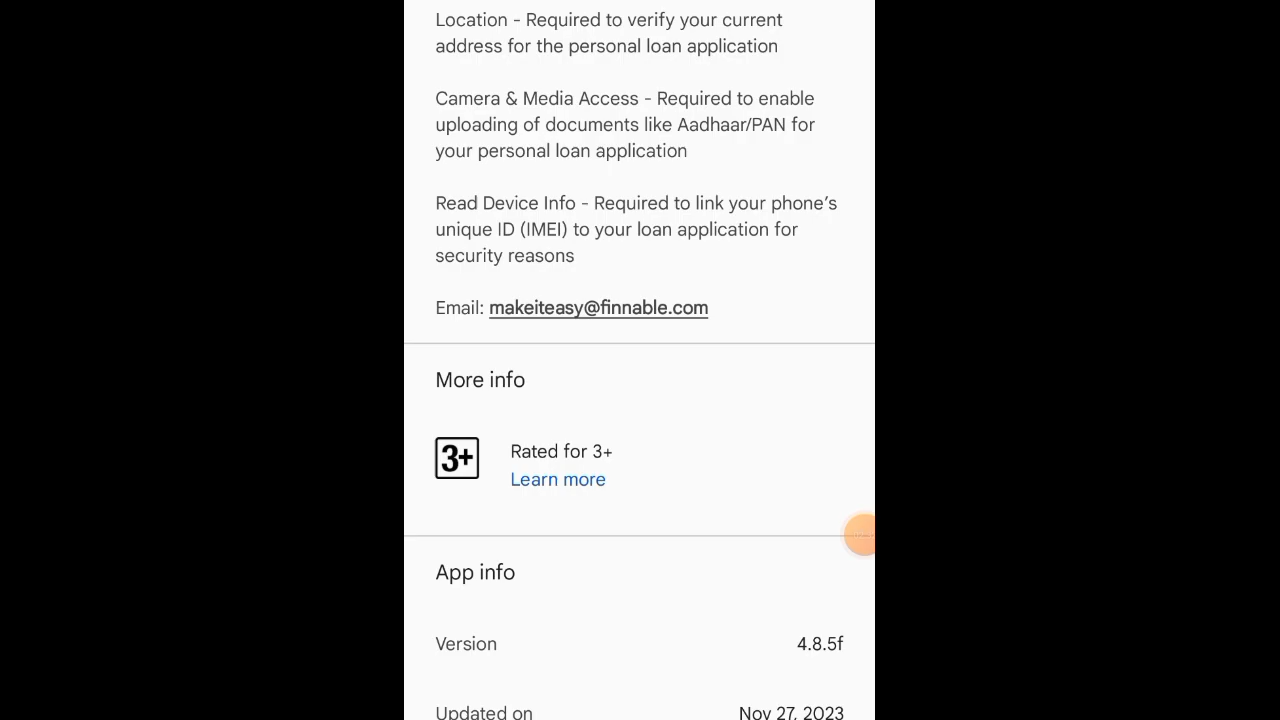 Location - Required to verify your current
address for the personal loan application
Camera & Media Access - Required to enable
uploading of documents like Aadhaar/PAN for
your personal loan application
Read Device Info - Required to link your phone’s
unique ID (IMEI) to your loan application for
security reasons
Email: makeiteasy@finnable.com
More info
3+
Rated for 3+
Learn more
App info
Version 4.8.5f
Updated on Nov 27, 2023